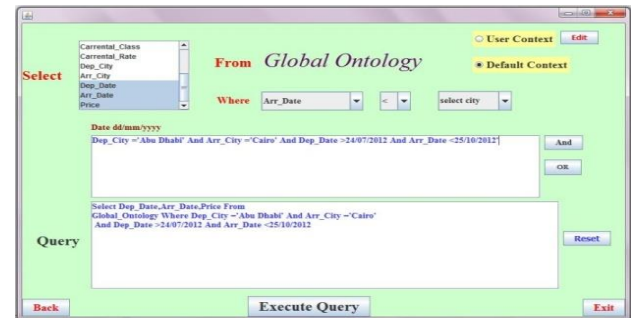 User Context
Edit
Carrental_Class
Carrental_Rate
Dep_City
Arr_City
Dep_Date
Arr_Date
Price
Select
From
Global Ontology
Default Context
Where
Arr_Date
<
select city
Date dd/mm/yyyy
Dep_City ='Abu Dhabi' And Arr_City ='Cairo' And Dep_Date >24/07/2012 And Arr_Date <25/10/2012'
And
OR
Select Dep_Date,Arr_Date,Price From
Global_Ontology Where Dep_City ='Abu Dhabi' And Arr_City ='Cairo'
And Dep_Date >24/07/2012 And Arr_Date <25/10/2012
Query
Reset
Back
Execute Query
Exit